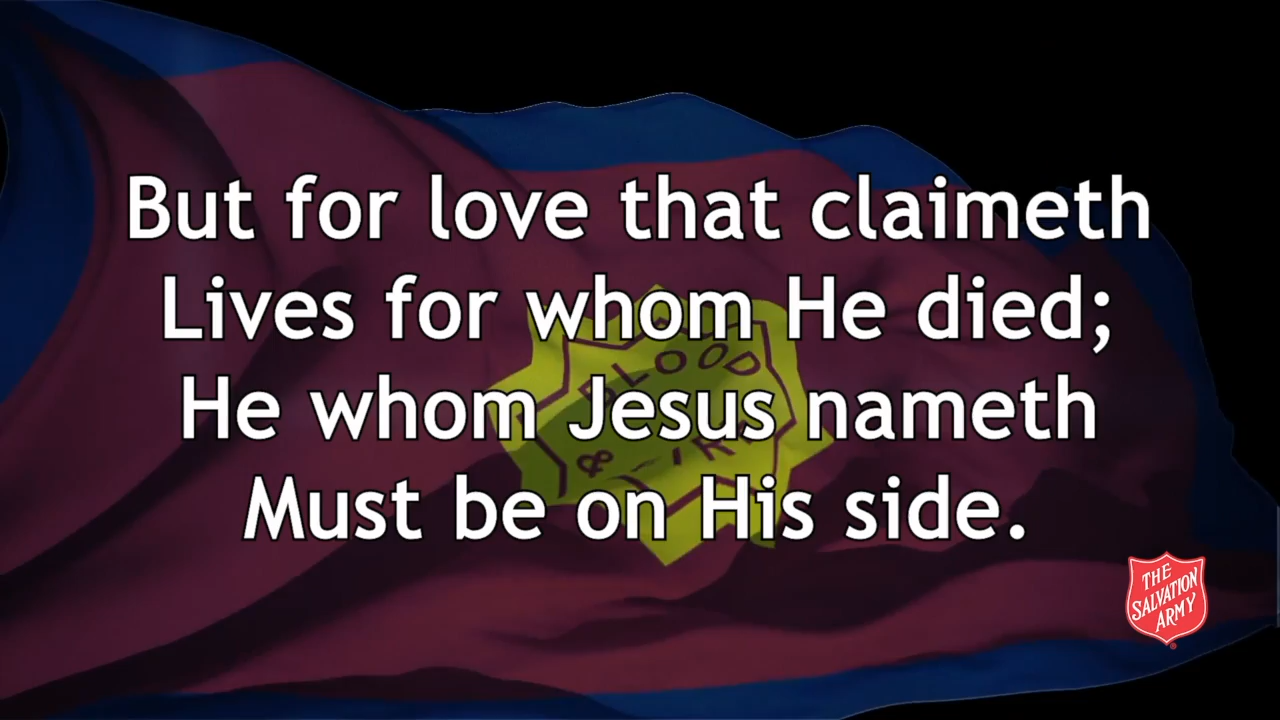 But for love that claimeth
Lives for whom He died;
He whom Jesus nameth
Must be on His side.
BLOOD
& FIRE
THE
SALVATION
ARMY